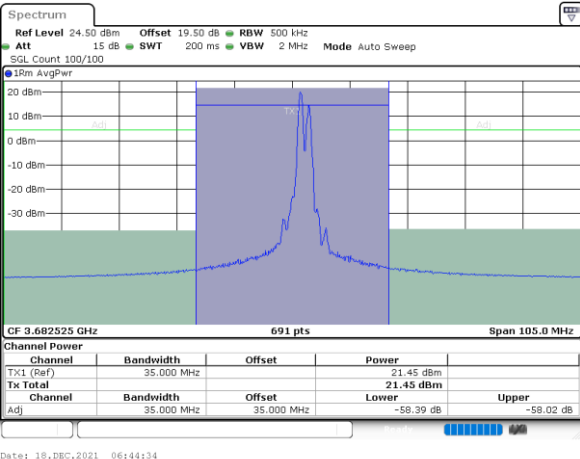 Spectrum
Ref Level 24.50 dBm Offset 19.50 dB RBW 500 kHz
Att 15 dB SWT 200 ms VBW 2 MHz Mode Auto Sweep
SGL Count 100/100
1Rm AvgPwr
20 dBm
TX1
10 dBm
Adj Adj
0 dBm
-10 dBm
-20 dBm
-30 dBm
CF 3.682525 GHz 691 pts Span 105.0 MHz
Channel Power
Channel Bandwidth Offset Power
TX1 (Ref) 35.000 MHz 21.45 dBm
Tx Total 21.45 dBm
Channel Bandwidth Offset Lower Upper
Adj 35.000 MHz 35.000 MHz -58.39 dB -58.02 dB
Ready
Date: 18.DEC.2021 06:44:34